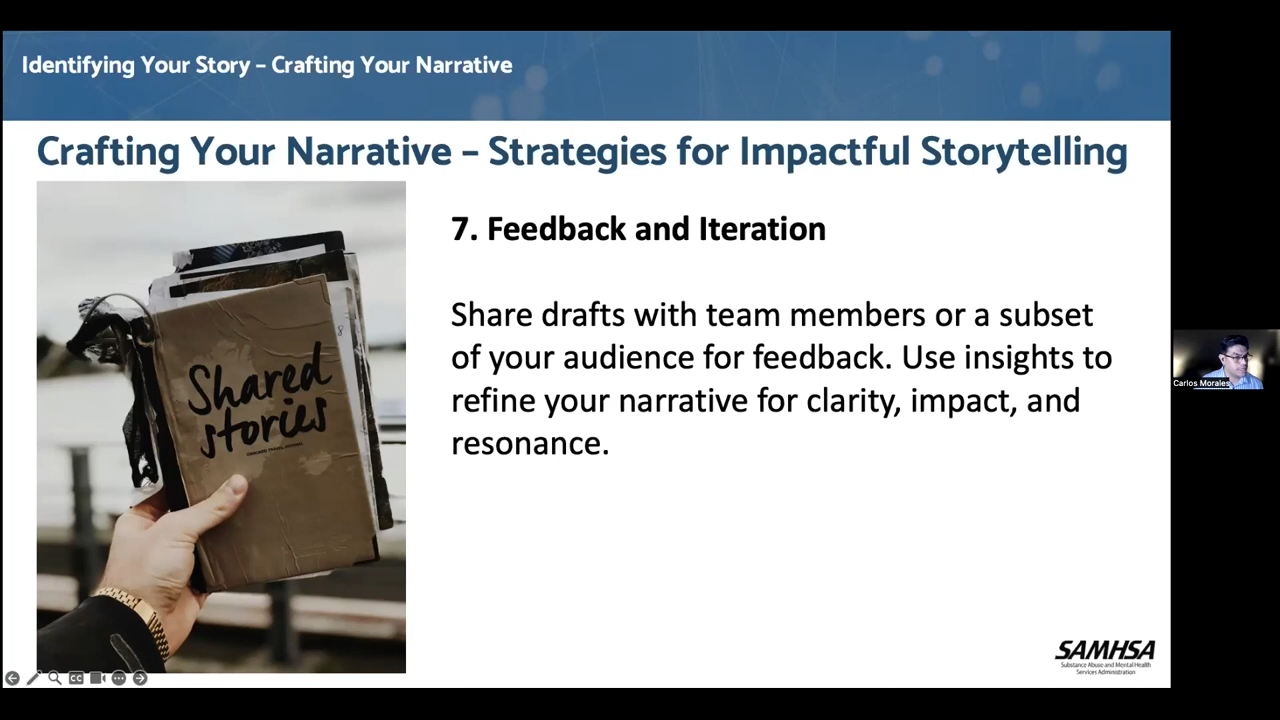 Identifying Your Story – Crafting Your Narrative
Crafting Your Narrative – Strategies for Impactful Storytelling
7. Feedback and Iteration
Share drafts with team members or a subset
of your audience for feedback. Use insights to
refine your narrative for clarity, impact, and
resonance.
8
Shared
stories
Carlos Morales
SAMHSA
Substance Abuse and Mental Health
Services Administration
CC